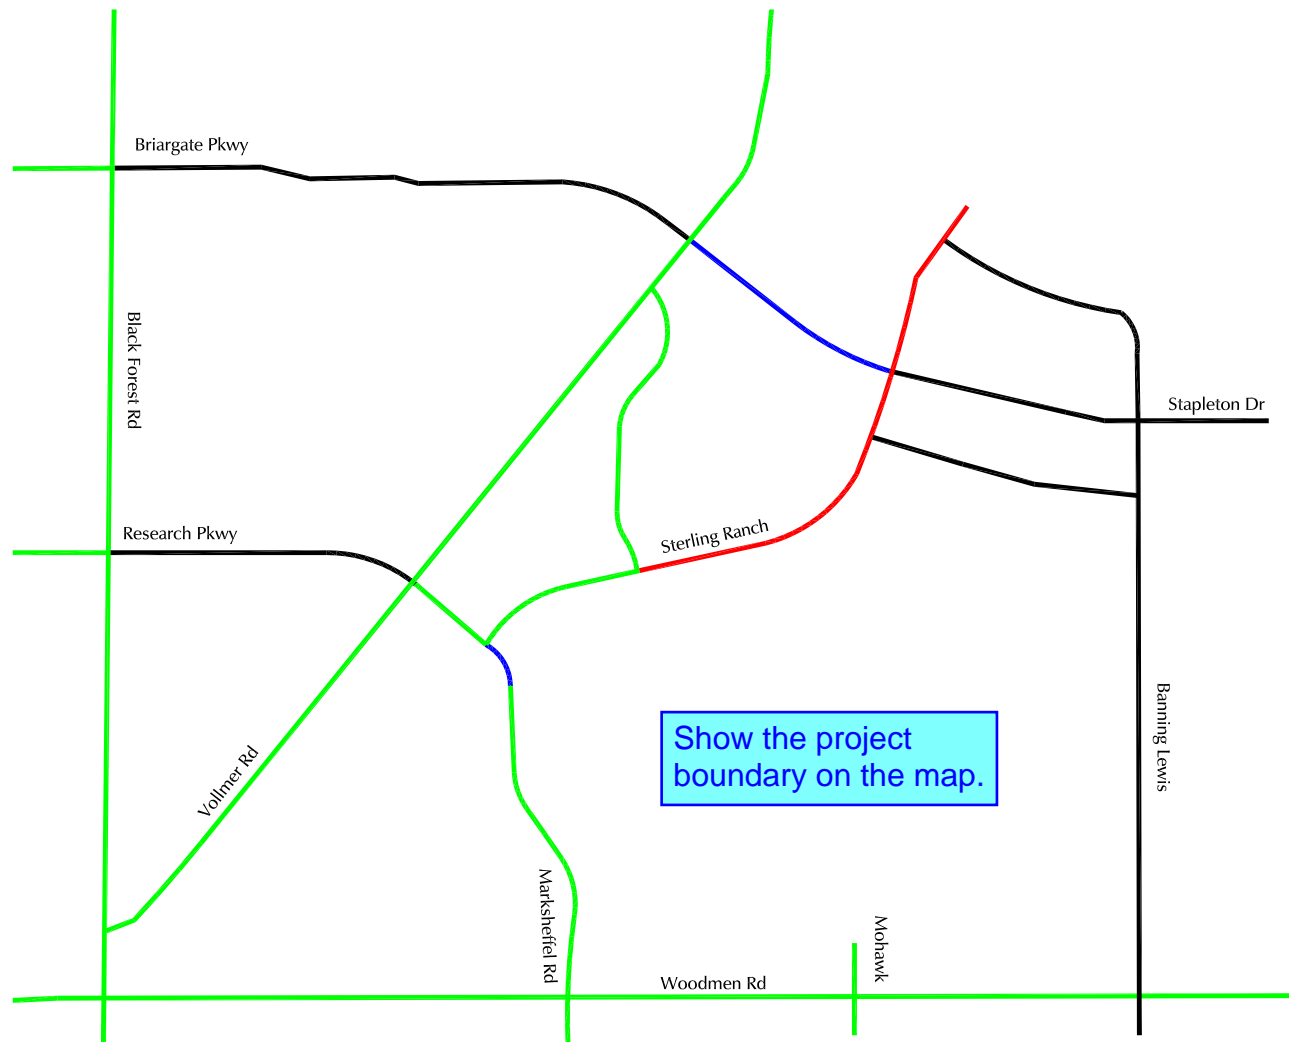 Briargate Pkwy
Black Forest Rd
Stapleton Dr
Research Pkwy
Sterling Ranch
Banning Lewis
Show the project
boundary on the map.
Vollmer Rd
Marksheffel Rd
Mohawk
Woodmen Rd